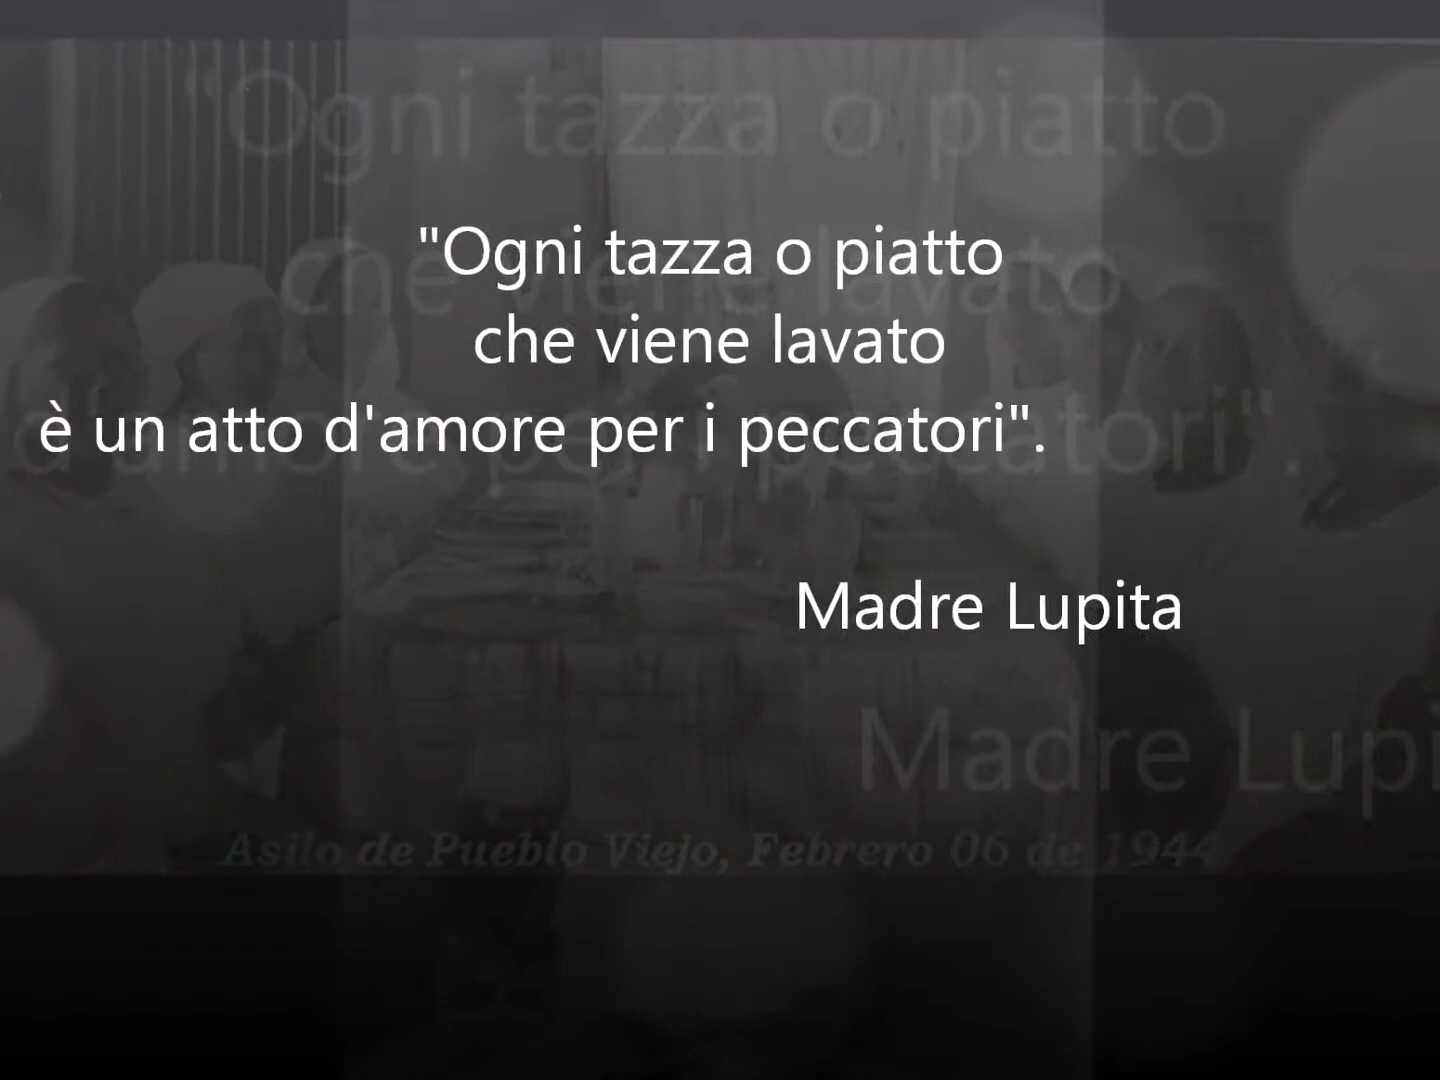 "Ogni tazza o piatto
che viene lavato
è un atto d'amore per i peccatori".
Madre Lupita
Asilo de Pueblo Viejo, Febrero 06 de 1944